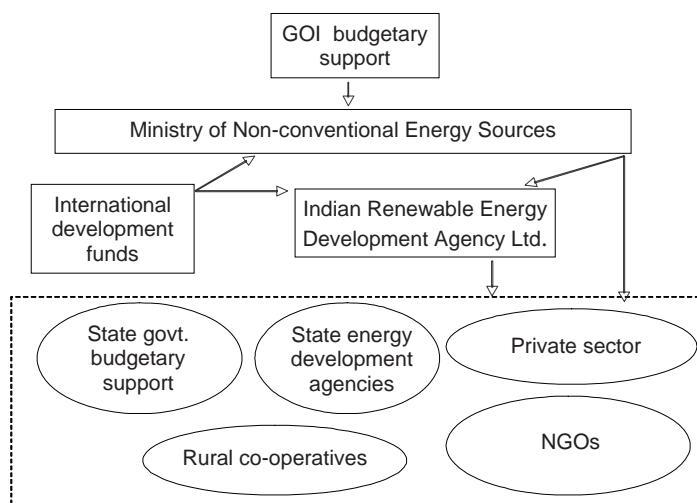 GOI budgetary
support
Ministry of Non-conventional Energy Sources
International
development
funds
Indian Renewable Energy
Development Agency Ltd.
State govt.
budgetary
support
State energy
development
agencies
Private sector
Rural co-operatives
NGOs